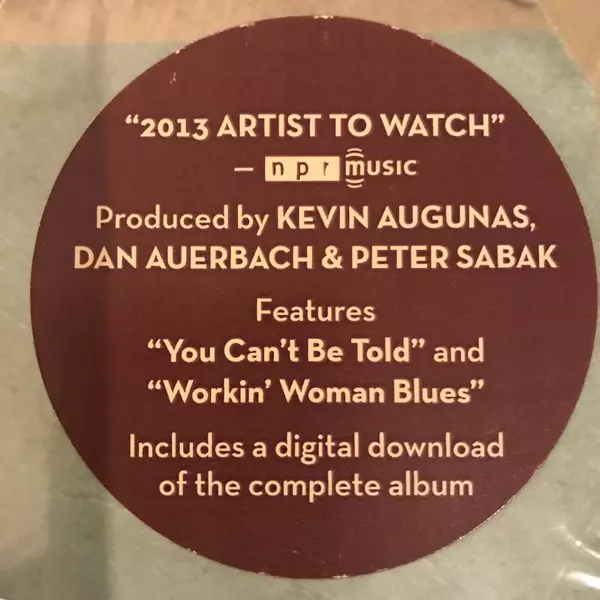 “2013 ARTIST TO WATCH”
— npr music
Produced by KEVIN AUGUNAS,
DAN AUERBACH & PETER SABAK
Features
“You Can’t Be Told” and
“Workin’ Woman Blues”
Includes a digital download
of the complete album